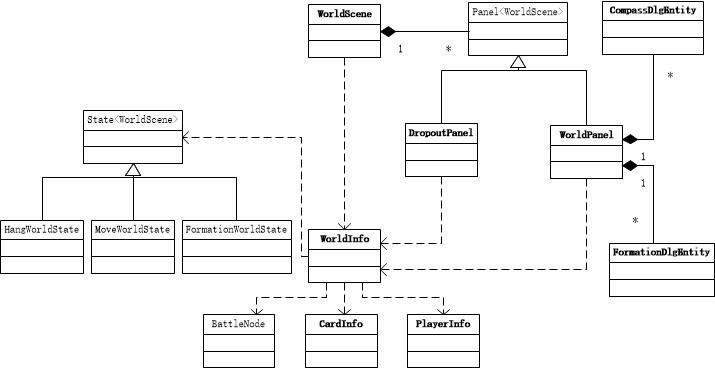 WorldScene
Panel<WorldScene>
CompassDlgEntity
1
*
*
State<WorldScene>
DropoutPanel
WorldPanel
1
1
*
HangWorldState
MoveWorldState
FormationWorldState
WorldInfo
FormationDlgEntity
BattleNode
CardInfo
PlayerInfo